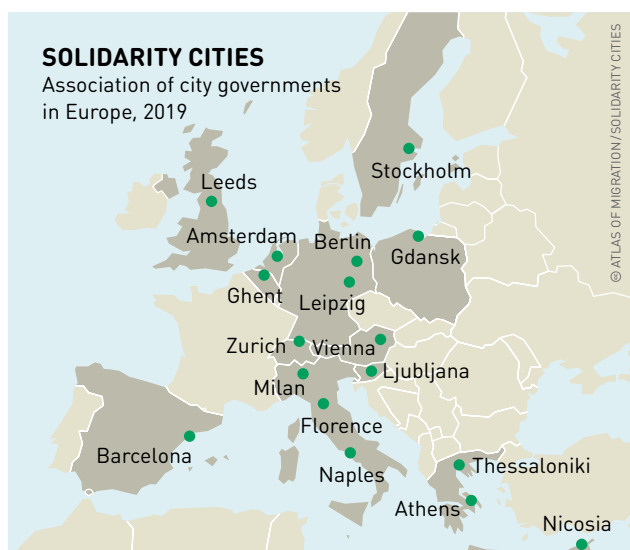 SOLIDARITY CITIES
Association of city governments
in Europe, 2019
© ATLAS OF MIGRATION/SOLIDARITY CITIES
Stockholm
Leeds
Amsterdam
Berlin
Gdansk
Ghent
Leipzig
Zurich
Vienna
Ljubljana
Milan
Florence
Barcelona
Naples
Thessaloniki
Athens
Nicosia